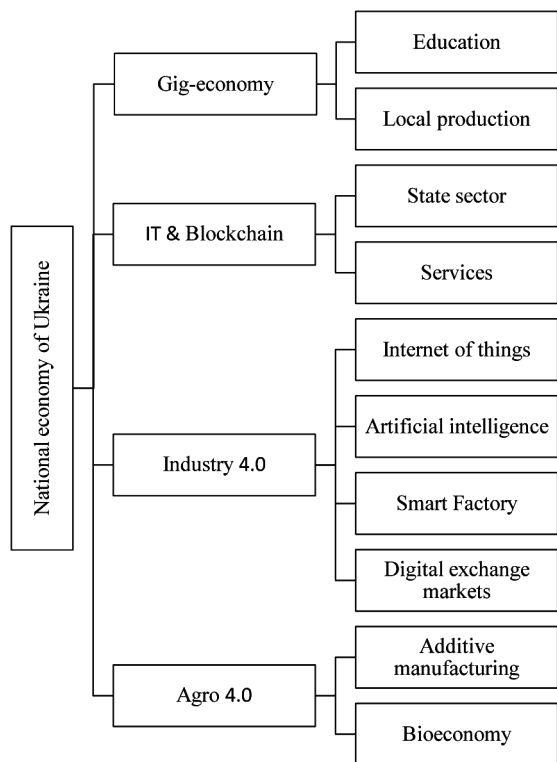 National economy of Ukraine
Gig-economy
Education
Local production
IT & Blockchain
State sector
Services
Industry 4.0
Internet of things
Artificial intelligence
Smart Factory
Digital exchange
markets
Agro 4.0
Additive
manufacturing
Bioeconomy